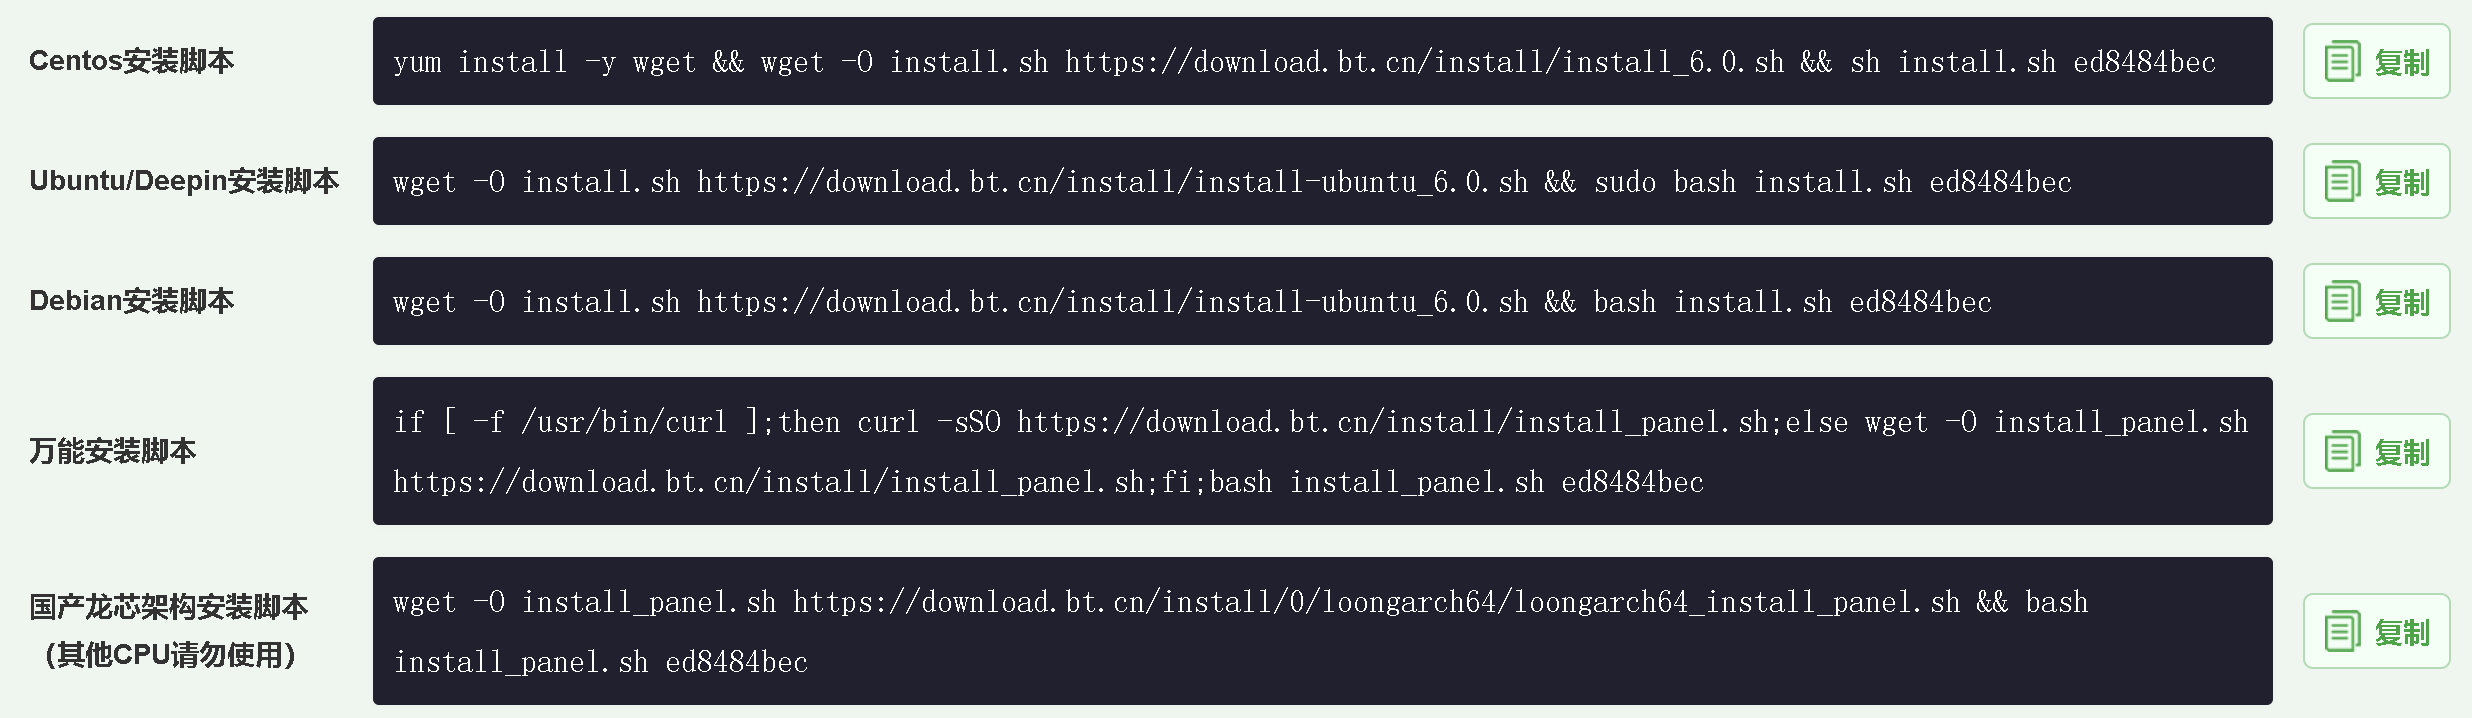 Centos安装脚本
yum install -y wget && wget -O install.sh https://download.bt.cn/install/install_6.0.sh && sh install.sh ed8484bec
复制
Ubuntu/Deepin安装脚本
wget -O install.sh https://download.bt.cn/install/install-ubuntu_6.0.sh && sudo bash install.sh ed8484bec
复制
Debian安装脚本
wget -O install.sh https://download.bt.cn/install/install-ubuntu_6.0.sh && bash install.sh ed8484bec
复制
万能安装脚本
if [ -f /usr/bin/curl ];then curl -sSO https://download.bt.cn/install/install_panel.sh;else wget -O install_panel.sh
https://download.bt.cn/install/install_panel.sh;fi;bash install_panel.sh ed8484bec
复制
国产龙芯架构安装脚本
（其他CPU请勿使用）
wget -O install_panel.sh https://download.bt.cn/install/0/loongarch64/loongarch64_install_panel.sh && bash
install_panel.sh ed8484bec
复制